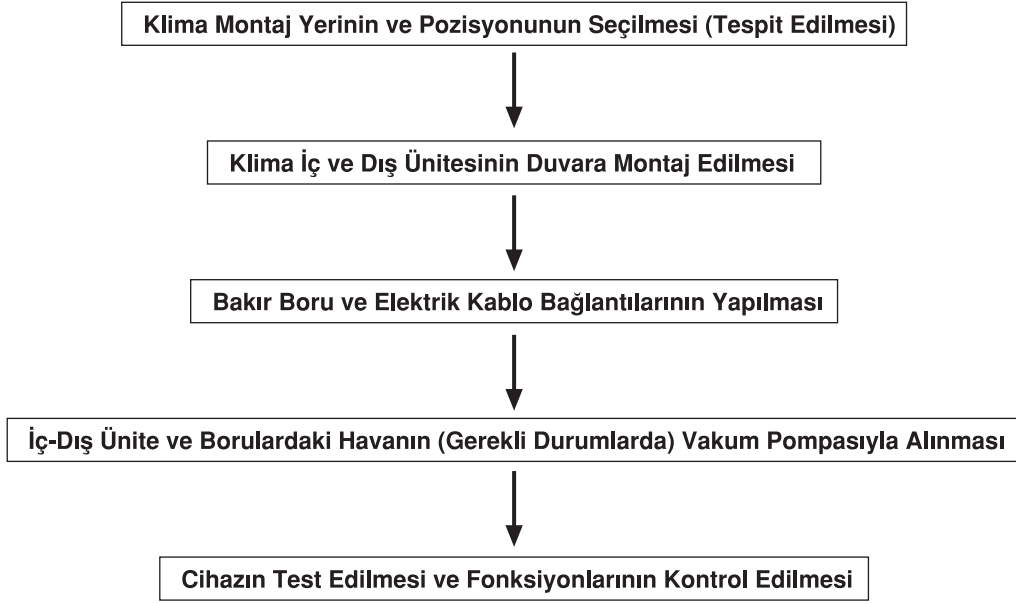 Klima Montaj Yerinin ve Pozisyonunun Seçilmesi (Tespit Edilmesi)
Klima İç ve Dış Ünitesinin Duvara Montaj Edilmesi
Bakır Boru ve Elektrik Kablo Bağlantılarının Yapılması
İç-Dış Ünite ve Borulardaki Havanın (Gerekli Durumlarda) Vakum Pompasıyla Alınması
Cihazın Test Edilmesi ve Fonksiyonlarının Kontrol Edilmesi